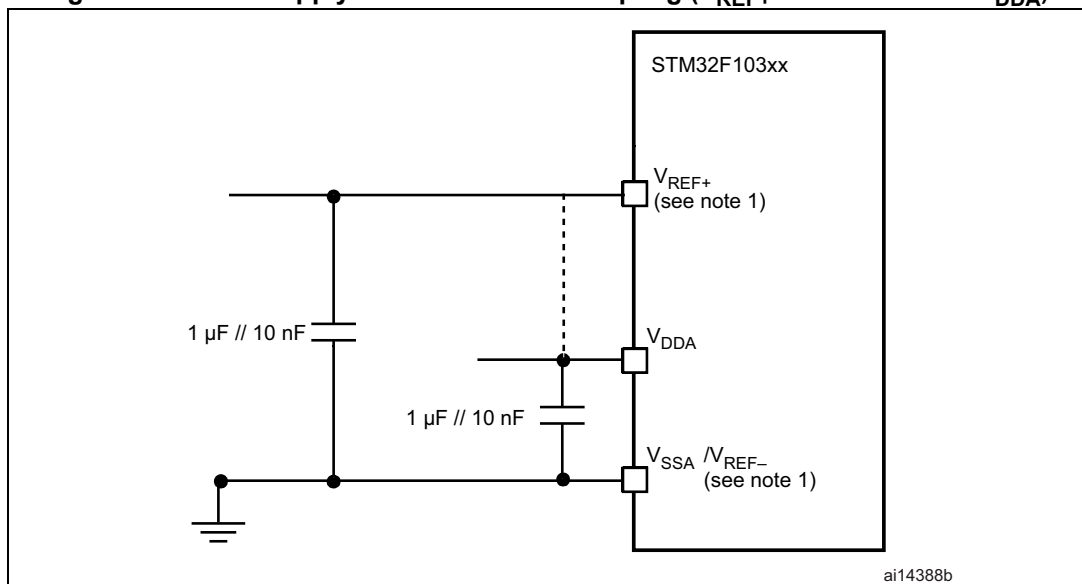 STM32F103xx
VREF+
(see note 1)
1 µF // 10 nF
VDDA
1 µF // 10 nF
VSSA /VREF–
(see note 1)
ai14388b